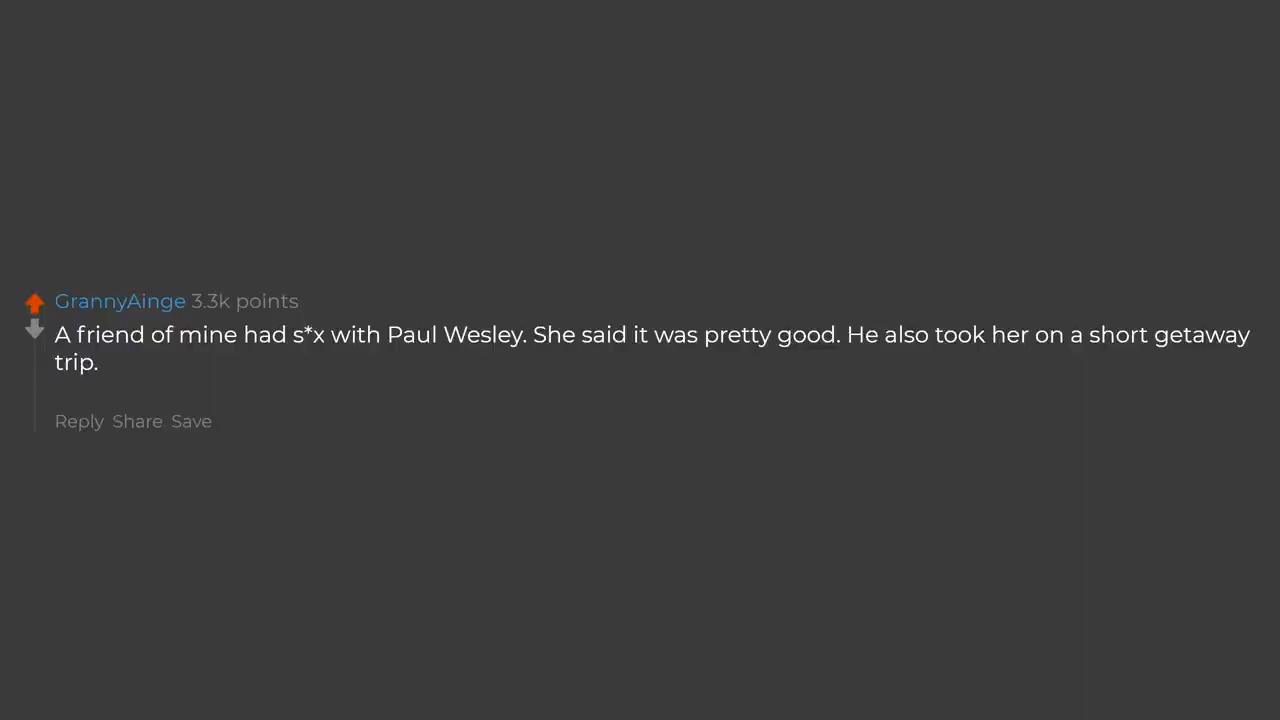 GrannyAinge 3.3k points
A friend of mine had s*x with Paul Wesley. She said it was pretty good. He also took her on a short getaway
trip.
Reply Share Save